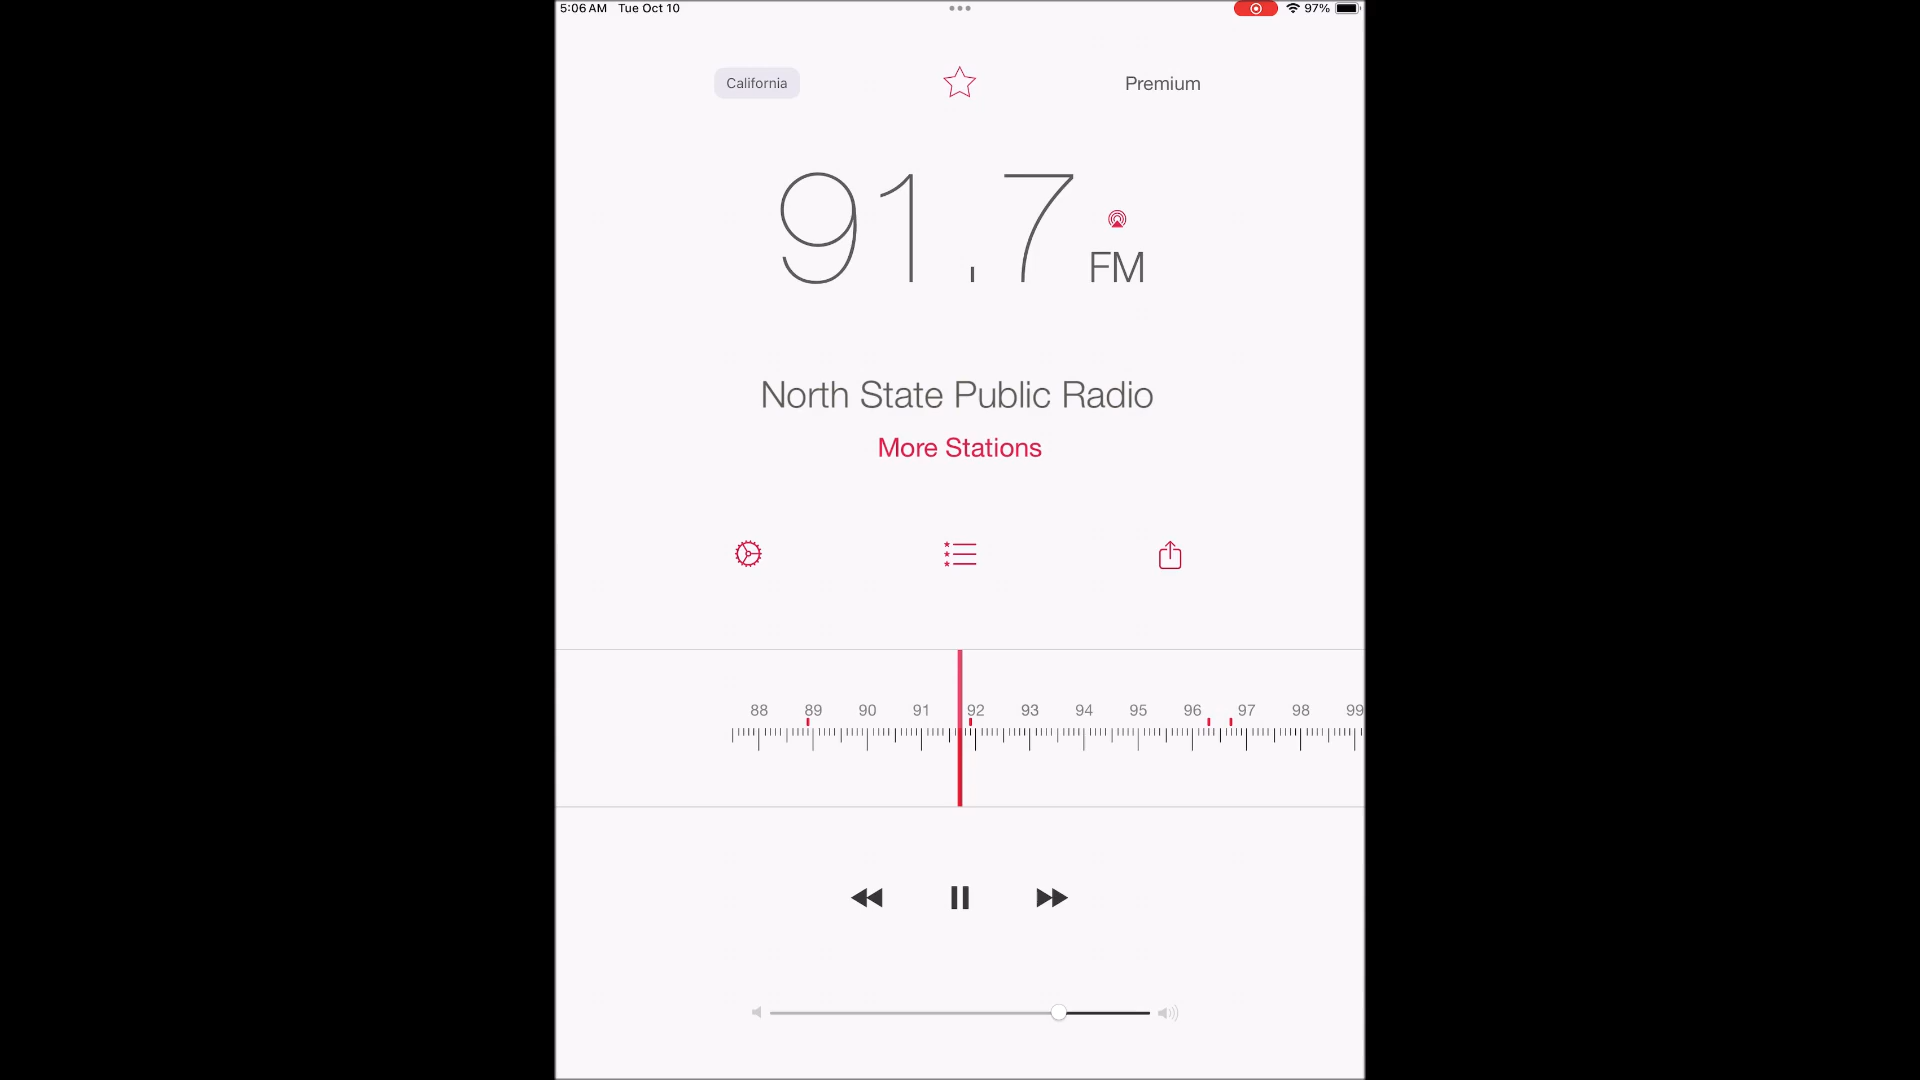 5:06 AM Tue Oct 10 97%
California Premium
91.7 FM
North State Public Radio
More Stations
88 89 90 91 92 93 94 95 96 97 98 99